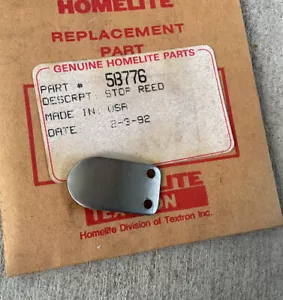 HOMELITE
REPLACEMENT
PART
GENUINE HOMELITE PARTS
PART # 58776
DESCRPT. STOP REED
MADE IN. USA
DATE 2-3-92
HOMELITE
TEXTRON
Homelite Division of Textron Inc.